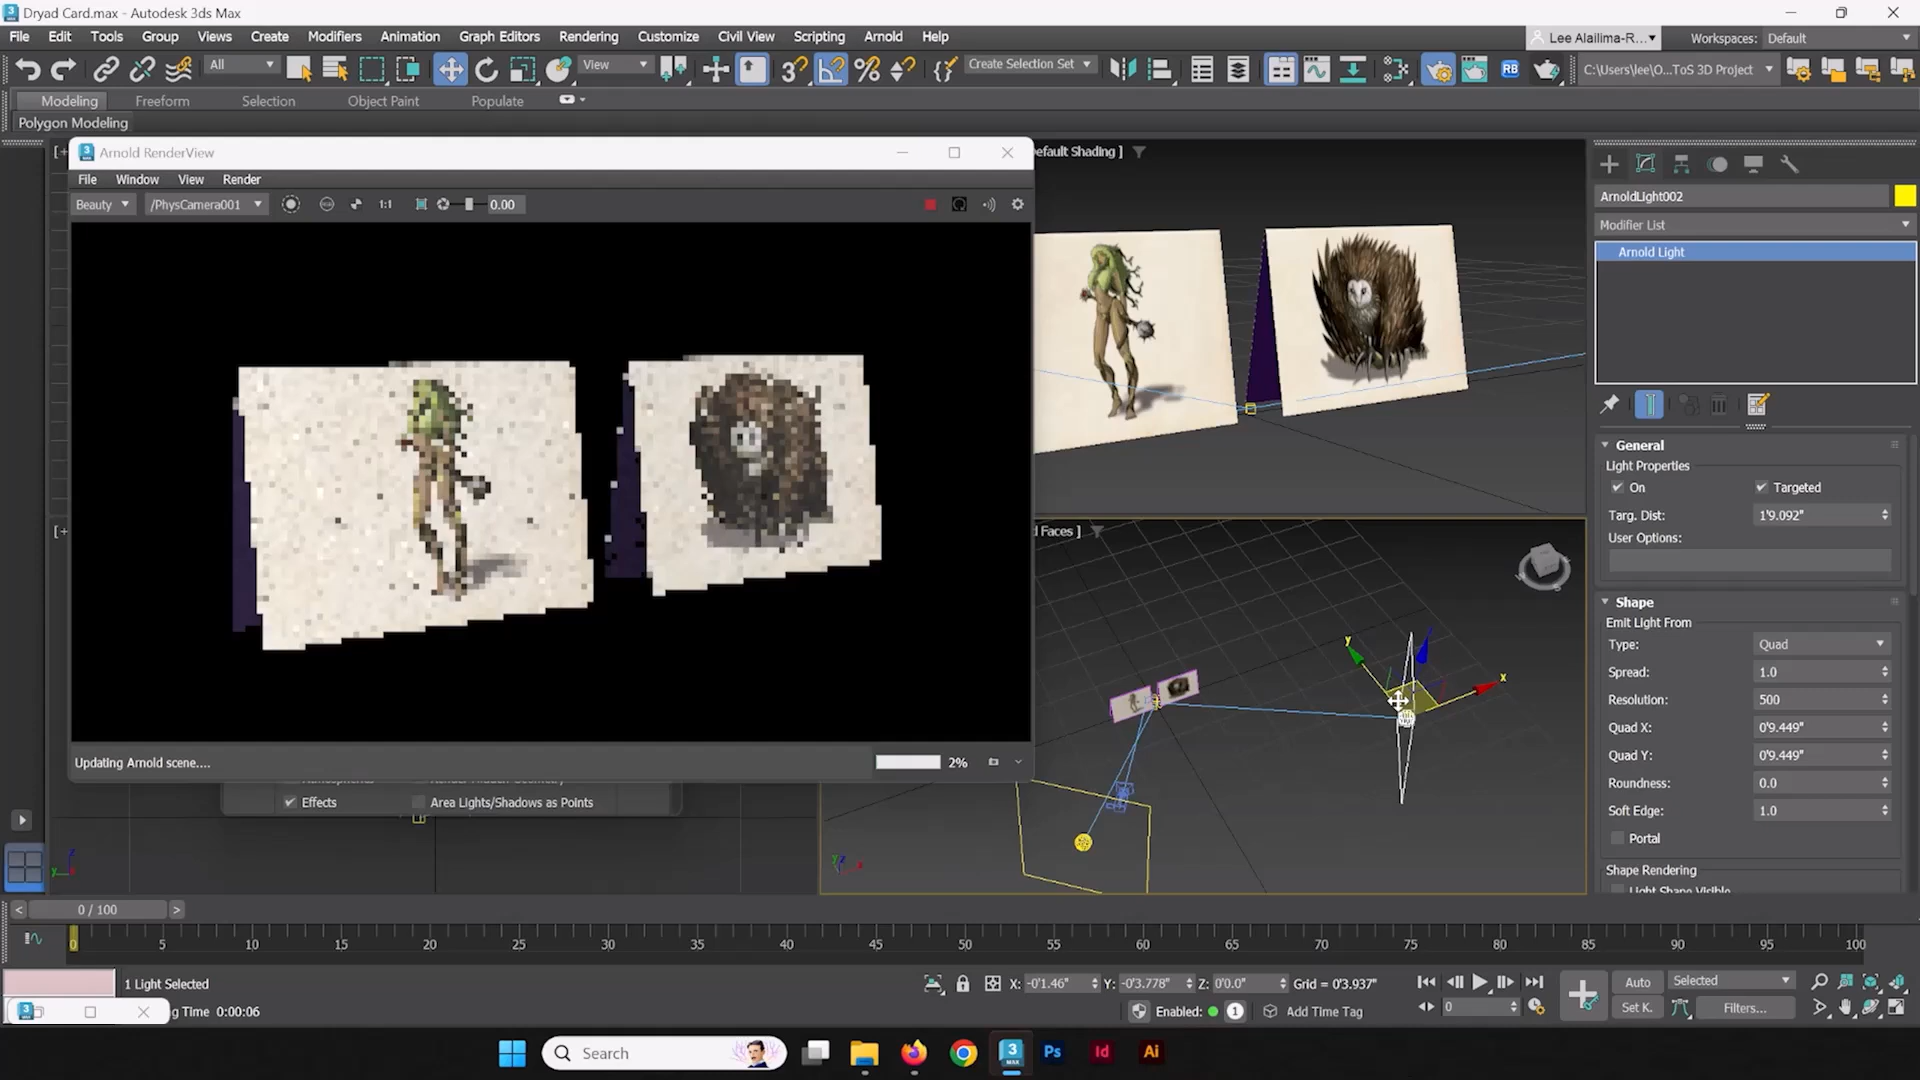 Dryad Card.max - Autodesk 3ds Max
File Edit Tools Group Views Create Modifiers Animation Graph Editors Rendering Customize Civil View Scripting Arnold Help
Lee Alailima-R...
Workspaces: Default
All
View
Create Selection Set
RB
C:\Users\lee\O...ToS 3D Project
Modeling Freeform Selection Object Paint Populate
Polygon Modeling
Arnold RenderView
File Window View Render
Beauty /PhysCamera001 1:1 0.00
Updating Arnold scene.... 2%
Effects Area Lights/Shadows as Points
efault Shading ]
d Faces ]
y
x
ArnoldLight002
Modifier List
Arnold Light
General
Light Properties
On Targeted
Targ. Dist: 1'9.092"
User Options:
Shape
Emit Light From
Type: Quad
Spread: 1.0
Resolution: 500
Quad X: 0'9.449"
Quad Y: 0'9.449"
Roundness: 0.0
Soft Edge: 1.0
Portal
Shape Rendering
Light Shape Visible
< 0 / 100 >
0 5 10 15 20 25 30 35 40 45 50 55 60 65 70 75 80 85 90 95 100
1 Light Selected X: -0'1.46" Y: -0'3.778" Z: 0'0.0" Grid = 0'3.937" Auto Selected
g Time 0:00:06 Enabled: 1 Add Time Tag 0 Set K. Filters...
Search
Ps Id Ai